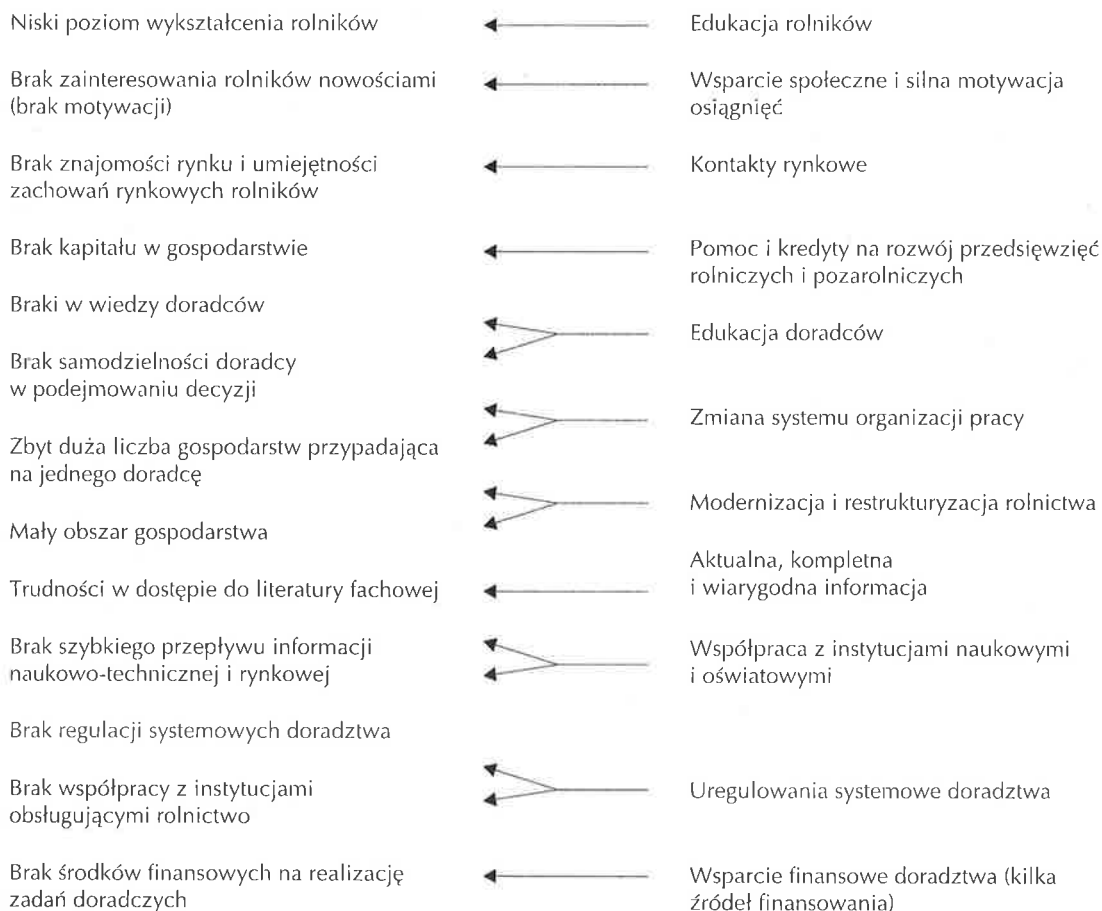 Niski poziom wykształcenia rolników
Edukacja rolników
Brak zainteresowania rolników nowościami
(brak motywacji)
Wsparcie społeczne i silna motywacja
osiągnięć
Brak znajomości rynku i umiejętności
zachowań rynkowych rolników
Kontakty rynkowe
Brak kapitału w gospodarstwie
Pomoc i kredyty na rozwój przedsięwzięć
rolniczych i pozarolniczych
Braki w wiedzy doradców
Edukacja doradców
Brak samodzielności doradcy
w podejmowaniu decyzji
Zmiana systemu organizacji pracy
Zbyt duża liczba gospodarstw przypadająca
na jednego doradcę
Modernizacja i restrukturyzacja rolnictwa
Mały obszar gospodarstwa
Aktualna, kompletna
i wiarygodna informacja
Trudności w dostępie do literatury fachowej
Brak szybkiego przepływu informacji
naukowo-technicznej i rynkowej
Współpraca z instytucjami naukowymi
i oświatowymi
Brak regulacji systemowych doradztwa
Brak współpracy z instytucjami
obsługującymi rolnictwo
Uregulowania systemowe doradztwa
Brak środków finansowych na realizację
zadań doradczych
Wsparcie finansowe doradztwa (kilka
źródeł finansowania)